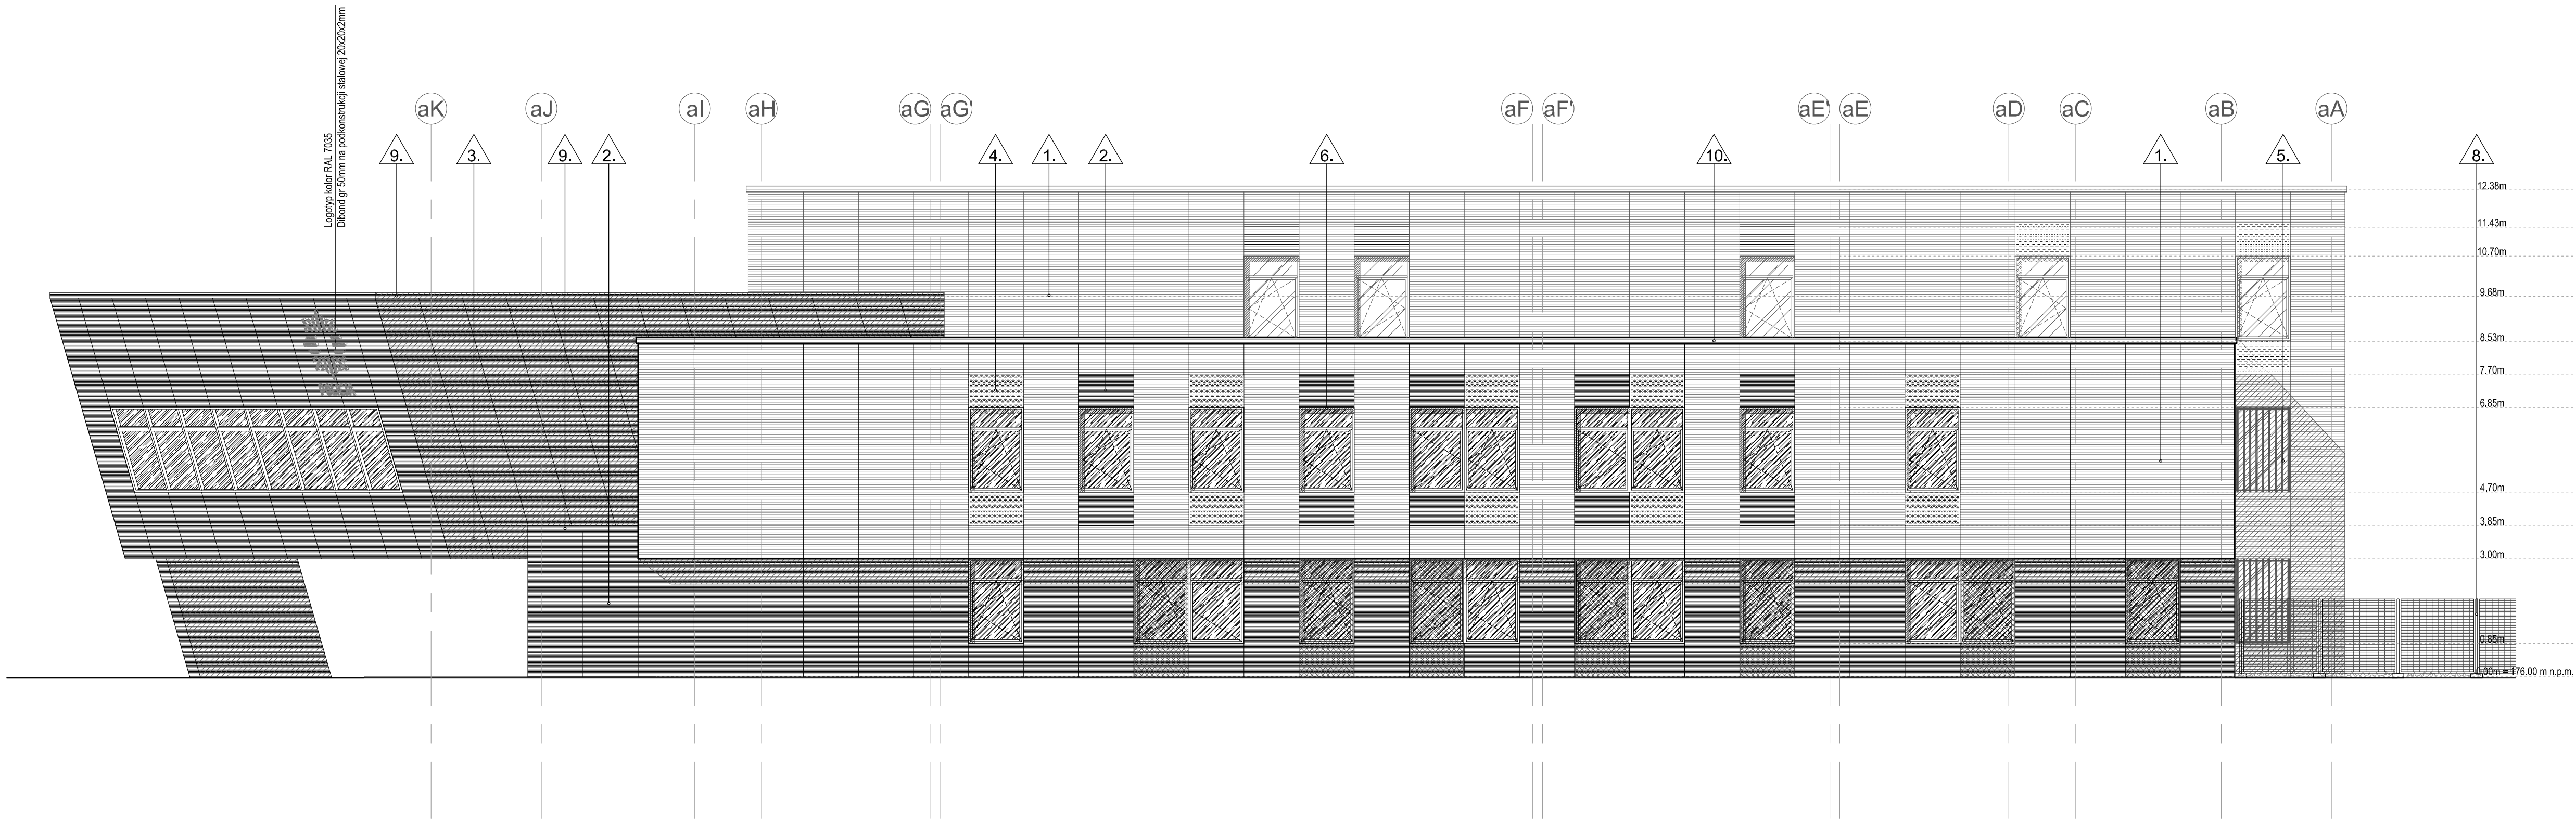 Logotyp kolor RAL 7035
Dibond gr 50mm na podkonstrukcji stalowej 20x20x2mm
aK
aJ
aI
aH
aG
aG'
aF
aF'
aE'
aE
aD
aC
aB
aA
9.
3.
9.
2.
4.
1.
2.
6.
10.
1.
5.
8.
12.38m
11.43m
10.70m
9.68m
8.53m
7.70m
6.85m
4,70m
3,85m
3,00m
0,85m
0,00m = 176,00 m n.p.m.
POLICJA